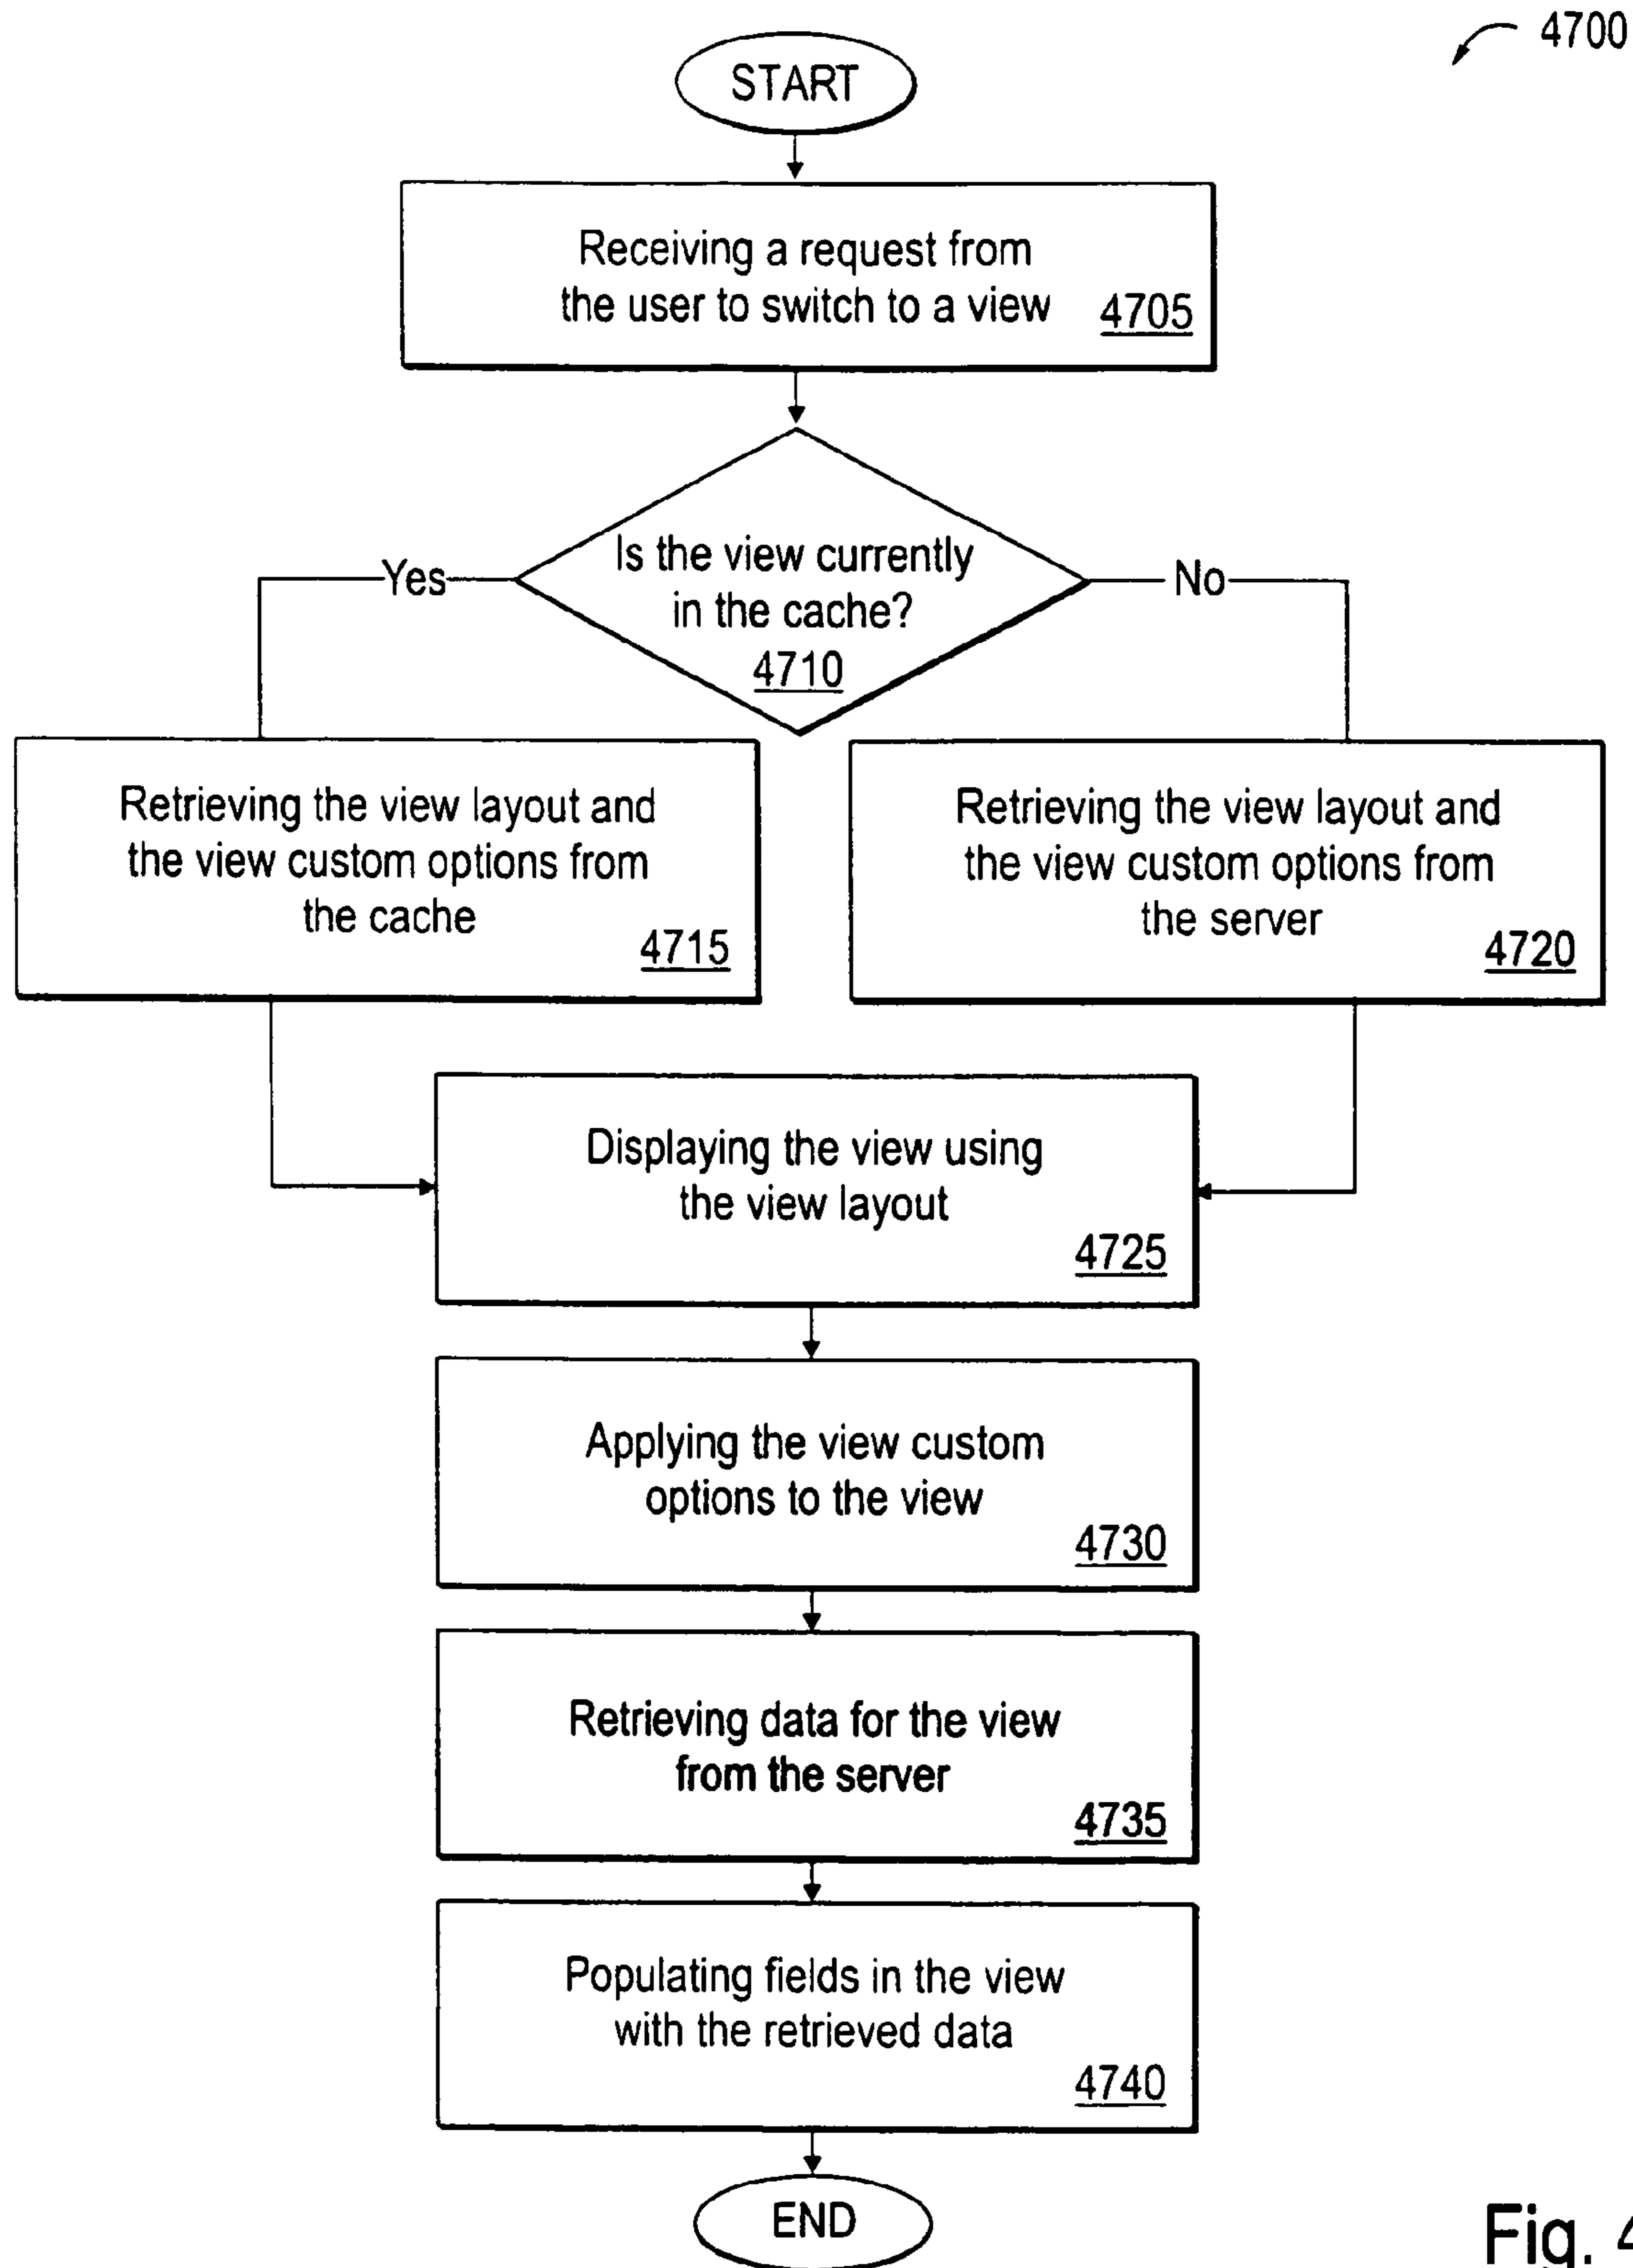 4700
START
Receiving a request from
the user to switch to a view 4705
Is the view currently
in the cache?
4710
Yes
No
Retrieving the view layout and
the view custom options from
the cache
4715
Retrieving the view layout and
the view custom options from
the server
4720
Displaying the view using
the view layout
4725
Applying the view custom
options to the view
4730
Retrieving data for the view
from the server
4735
Populating fields in the view
with the retrieved data
4740
END
Fig. 4